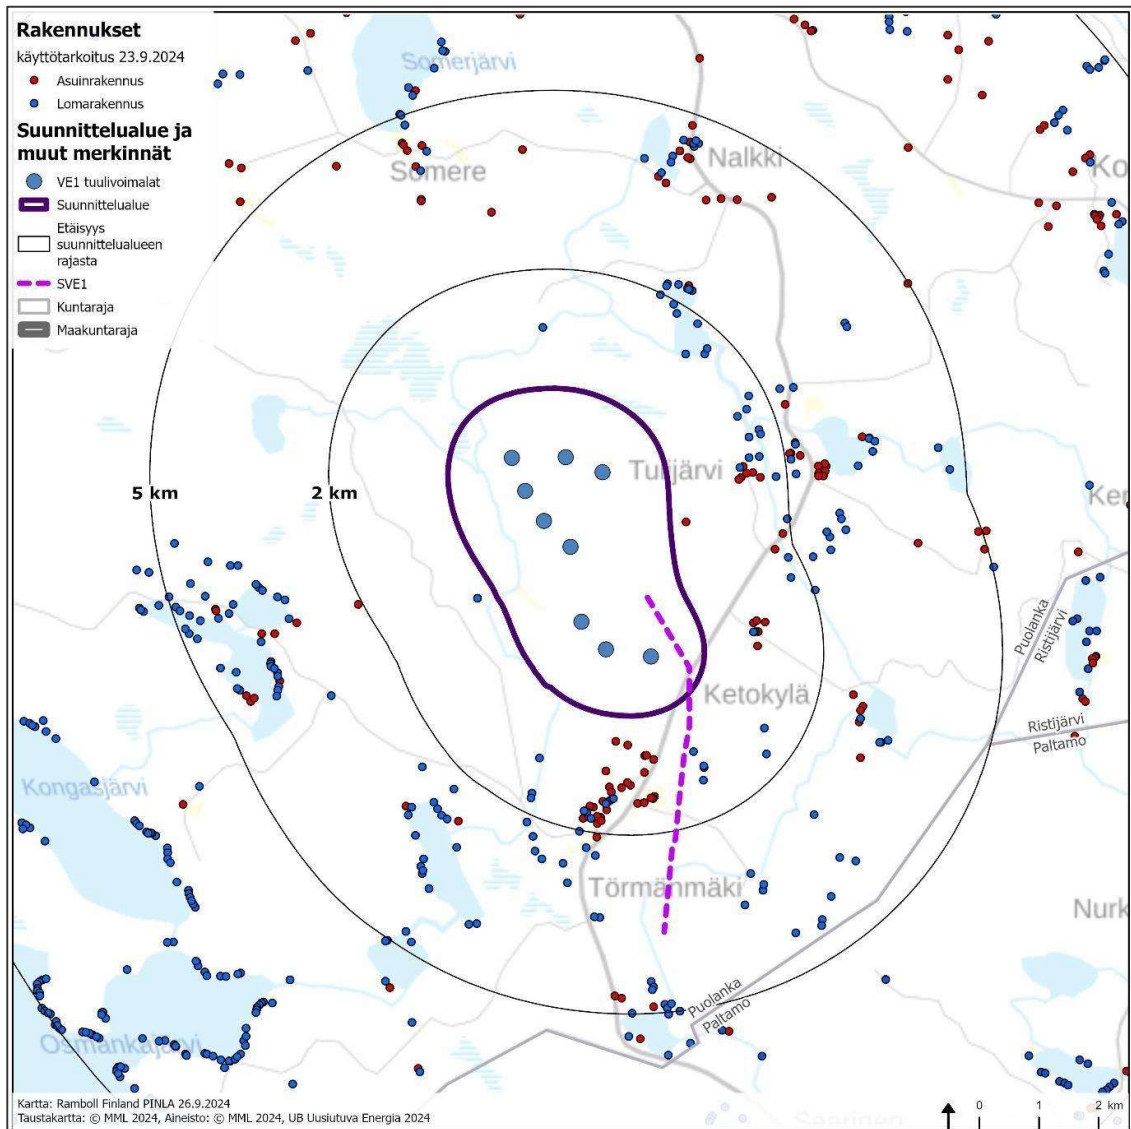 Rakennukset
käyttötarkoitus 23.9.2024
Asuinrakennus
Lomarakennus
Suunnittelualue ja
muut merkinnät
VE1 tuulivoimalat
Suunnittelualue
Etäisyys
suunnittelualueen
rajasta
SVE1
Kuntaraja
Maakuntaraja
Somerjärvi
Somere
Nalkki
Ko
5 km
2 km
Turjärvi
Ker
Puolanka
Ristijärvi
Ketokylä
Ristijärvi
Paltamo
Kongasjärvi
Törmänmäki
Nurk
Puolanka
Paltamo
Osmankajärvi
Kartta: Ramboll Finland PINLA 26.9.2024
Taustakartta: © MML 2024, Aineisto: © MML 2024, UB Uusiutuva Energia 2024
Saarinen
0 1 2 km